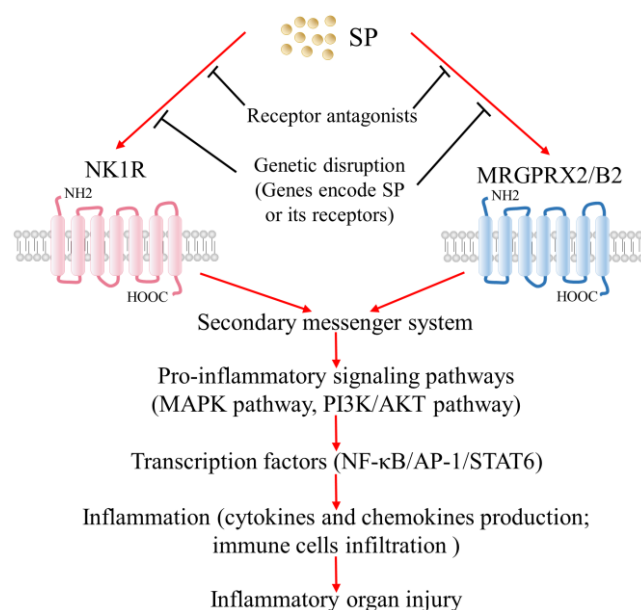 SP
Receptor antagonists
NK1R
Genetic disruption
(Genes encode SP
or its receptors)
MRGPRX2/B2
NH2
NH2
HOOC
HOOC
Secondary messenger system
Pro-inflammatory signaling pathways
(MAPK pathway, PI3K/AKT pathway)
Transcription factors (NF-κB/AP-1/STAT6)
Inflammation (cytokines and chemokines production;
immune cells infiltration )
Inflammatory organ injury